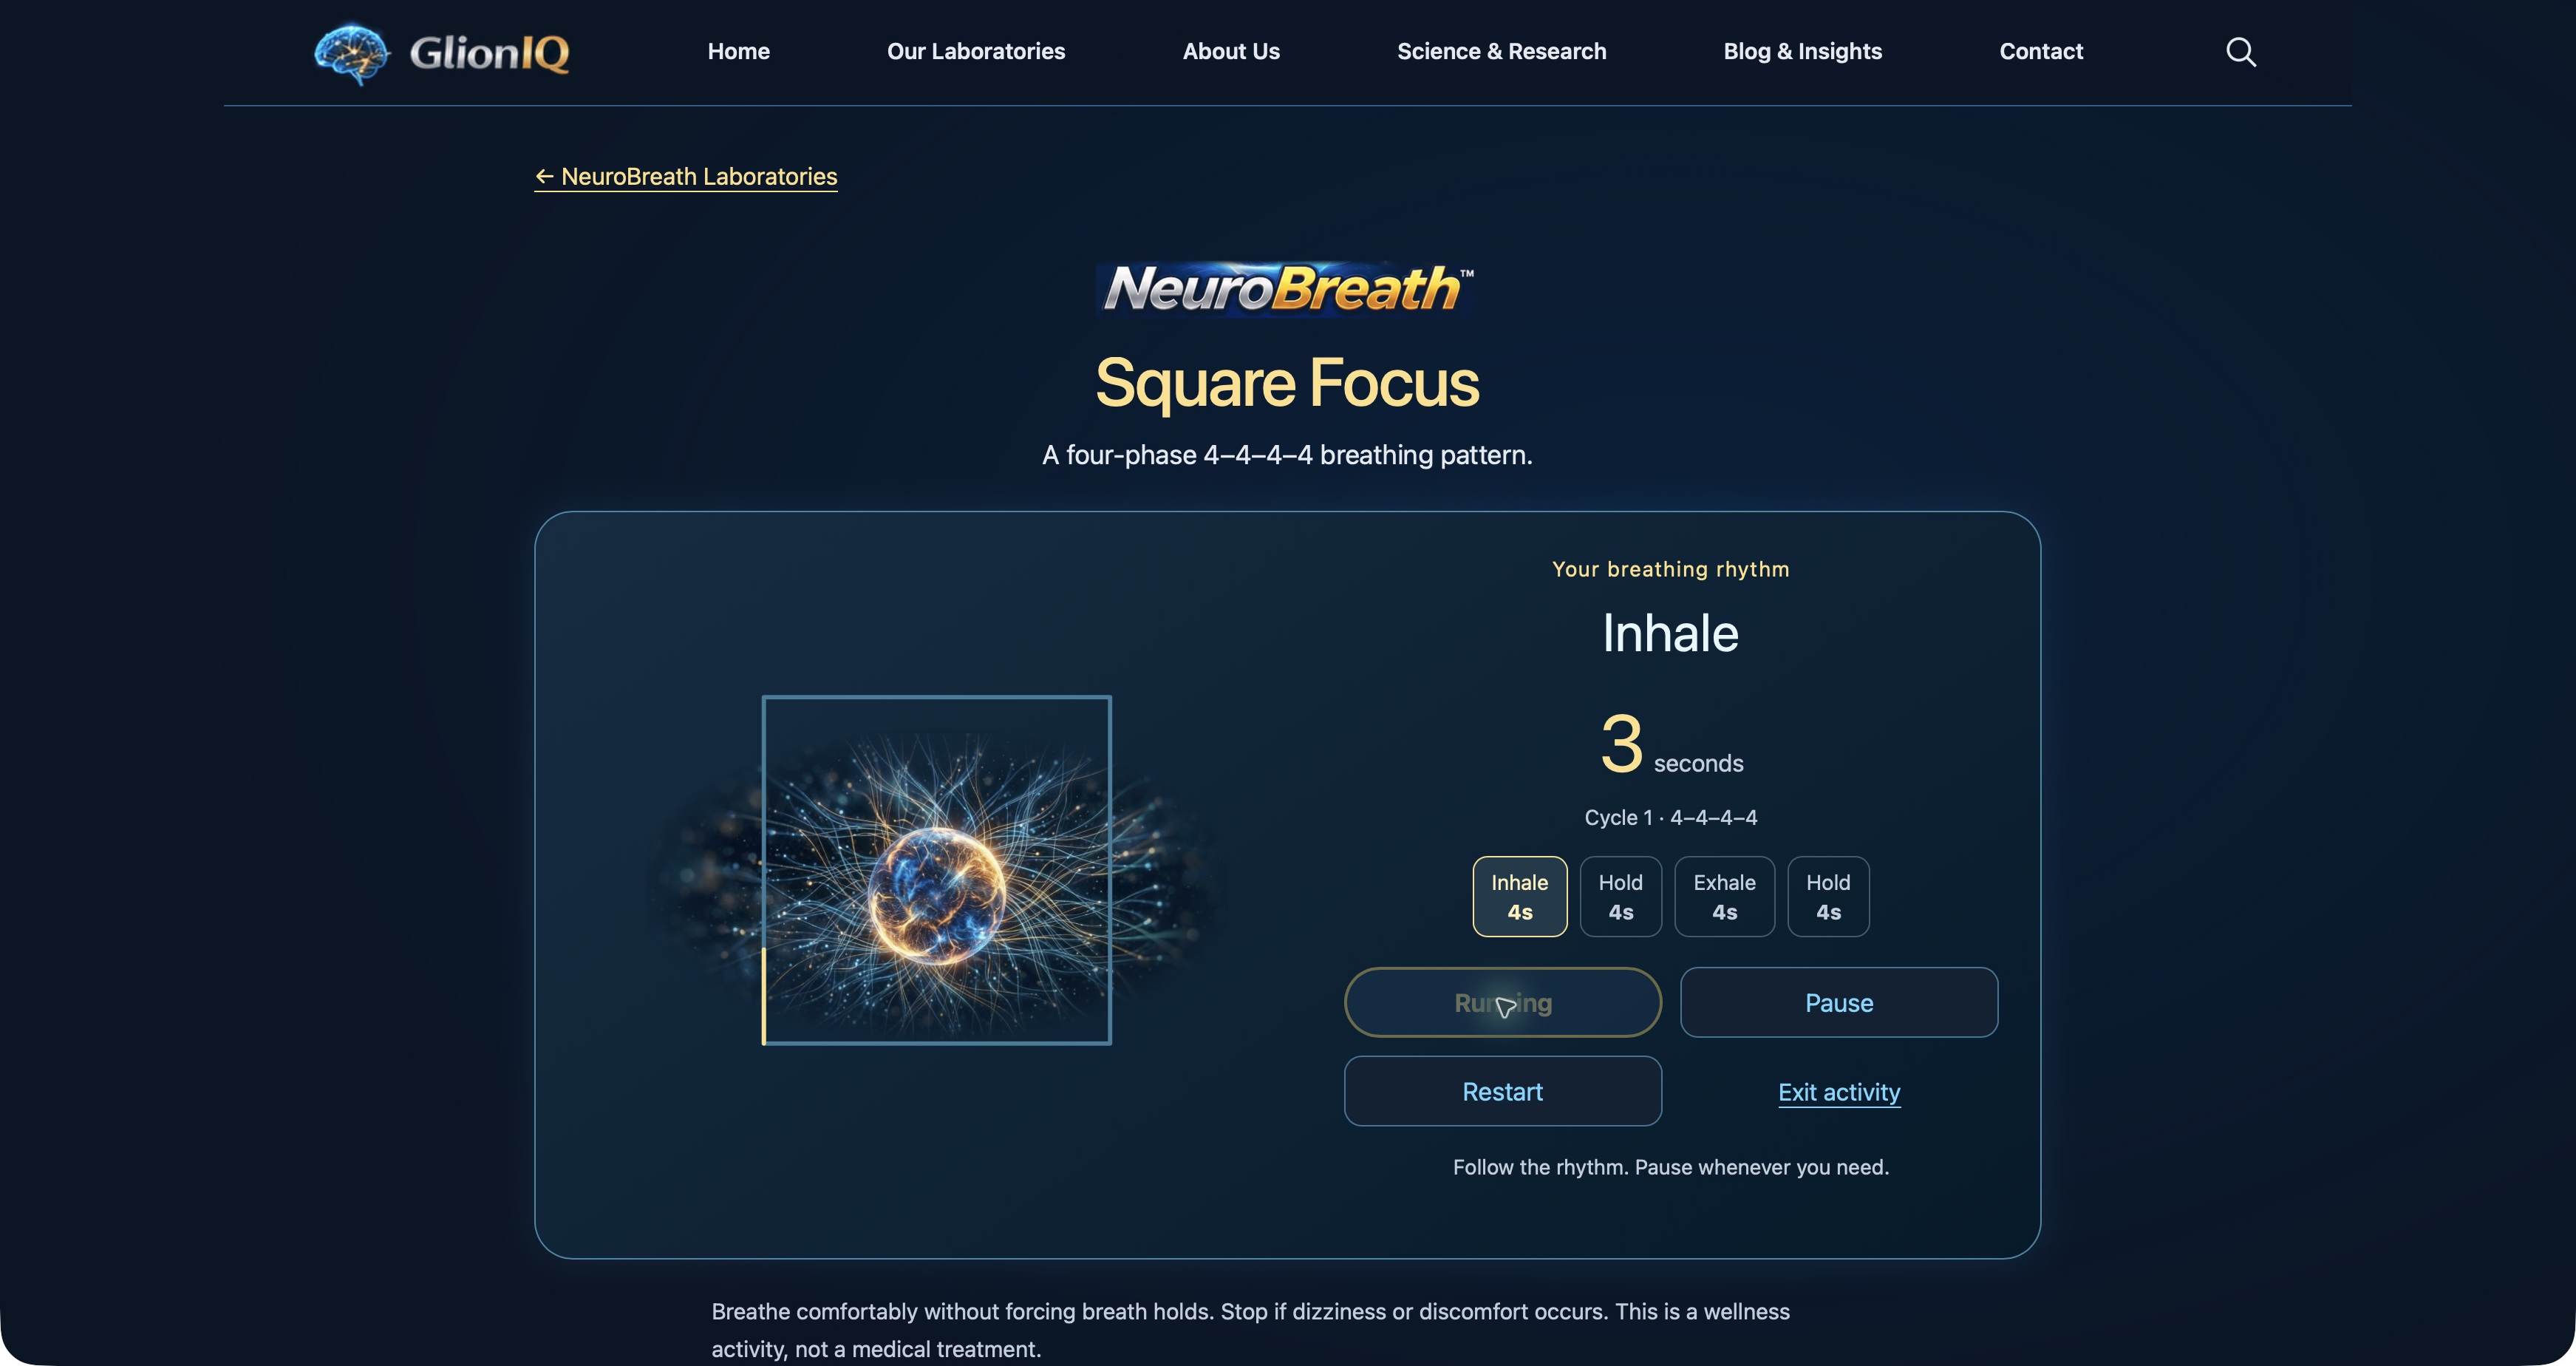 GlionIQ
Home
Our Laboratories
About Us
Science & Research
Blog & Insights
Contact
← NeuroBreath Laboratories
NeuroBreath™
Square Focus
A four-phase 4–4–4–4 breathing pattern.
Your breathing rhythm
Inhale
3 seconds
Cycle 1 · 4–4–4–4
Inhale
4s
Hold
4s
Exhale
4s
Hold
4s
Running
Pause
Restart
Exit activity
Follow the rhythm. Pause whenever you need.
Breathe comfortably without forcing breath holds. Stop if dizziness or discomfort occurs. This is a wellness
activity, not a medical treatment.